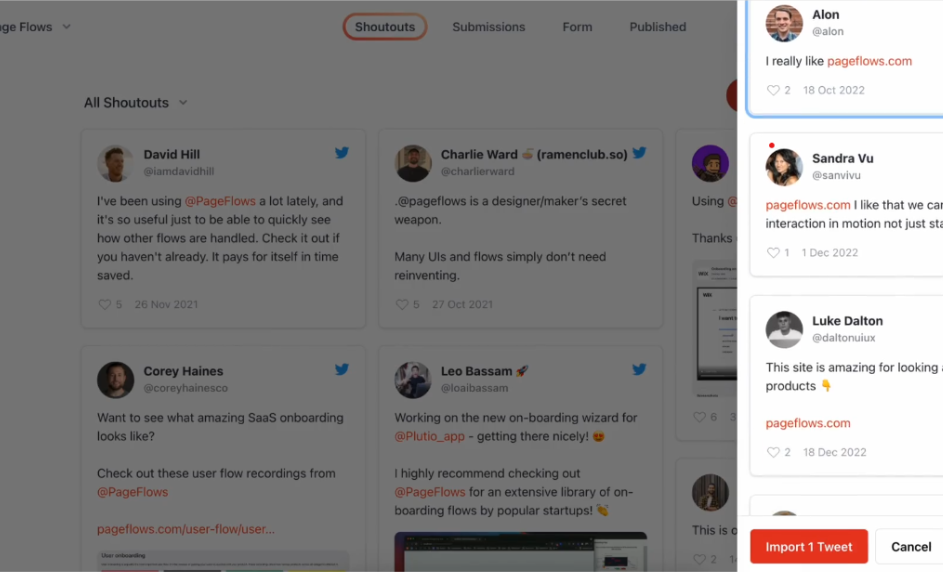 ge Flows
Shoutouts
Submissions
Form
Published
All Shoutouts
David Hill
@iamdavidhill
I've been using @PageFlows a lot lately, and
it's so useful just to be able to quickly see
how other flows are handled. Check it out if
you haven't already. It pays for itself in time
saved.
5 26 Nov 2021
Charlie Ward 🍜 (ramenclub.so)
@charlierward
.@pageflows is a designer/maker's secret
weapon.
Many UIs and flows simply don't need
reinventing.
5 27 Oct 2021
Using @
Thanks
6 3
Corey Haines
@coreyhainesco
Want to see what amazing SaaS onboarding
looks like?
Check out these user flow recordings from
@PageFlows
pageflows.com/user-flow/user...
User onboarding
Leo Bassam 🚀
@loaibassam
Working on the new on-boarding wizard for
@Plutio_app - getting there nicely! 🎃
I highly recommend checking out
@PageFlows for an extensive library of on-
boarding flows by popular startups! 👏
This is o
2 1
Alon
@alon
I really like pageflows.com
2 18 Oct 2022
Sandra Vu
@sanvivu
pageflows.com I like that we can
interaction in motion not just sta
1 1 Dec 2022
Luke Dalton
@daltonuiux
This site is amazing for looking a
products 👇
pageflows.com
2 18 Dec 2022
Import 1 Tweet
Cancel